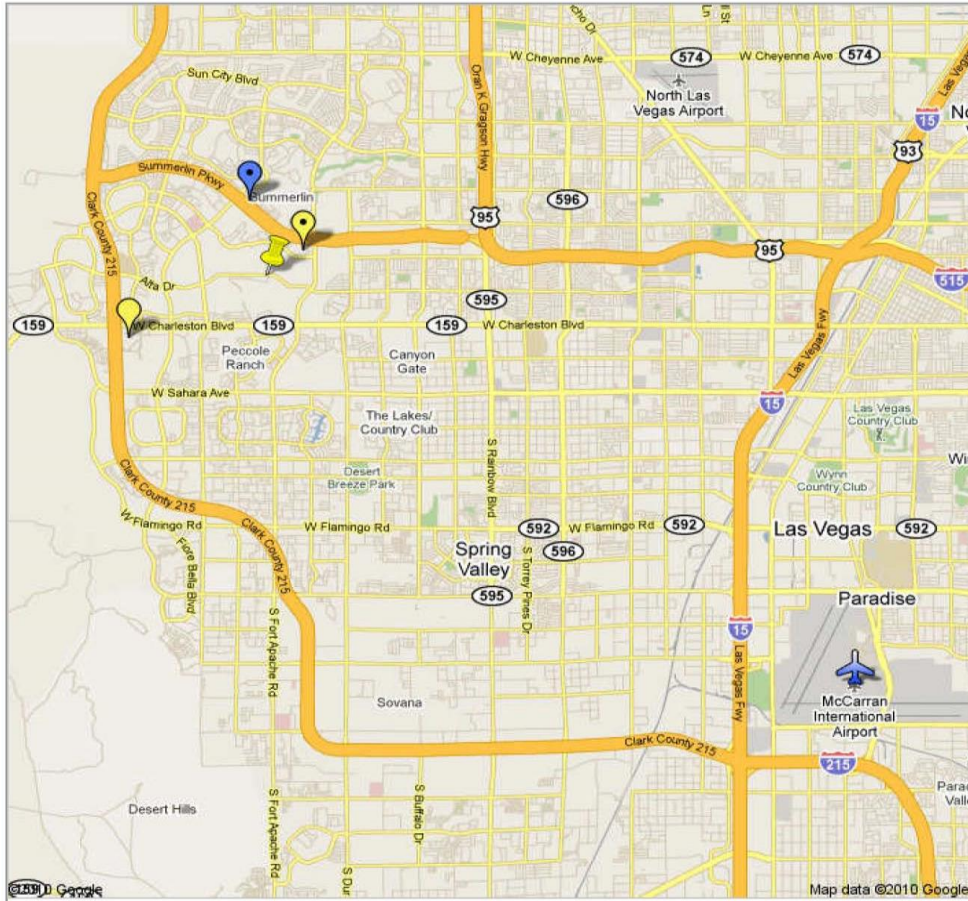 574
W Cheyenne Ave
W Cheyenne Ave
574
Sun City Blvd
Oran K Gragson Hwy
North Las
Vegas Airport
15
93
Summerlin Pkwy
Summerlin
596
Clark County 215
95
95
515
Alta Dr
595
159
W Charleston Blvd
159
159
W Charleston Blvd
Las Vegas Fwy
Peccole
Ranch
Canyon
Gate
W Sahara Ave
15
The Lakes/
Country Club
Las Vegas
Country Club
S Rainbow Blvd
Desert
Breeze Park
Wynn
Country Club
Clark County 215
W Flamingo Rd
Clark County 215
W Flamingo Rd
592
W Flamingo Rd
592
Las Vegas
592
Fiore Bella Blvd
Spring
Valley
596
S Torrey Pines Dr
595
Paradise
S Fort Apache Rd
15
Las Vegas Fwy
Sovana
McCarran
International
Airport
Clark County 215
215
Desert Hills
S Fort Apache Rd
S Buffalo Dr
S Dur
Map data ©2010 Google